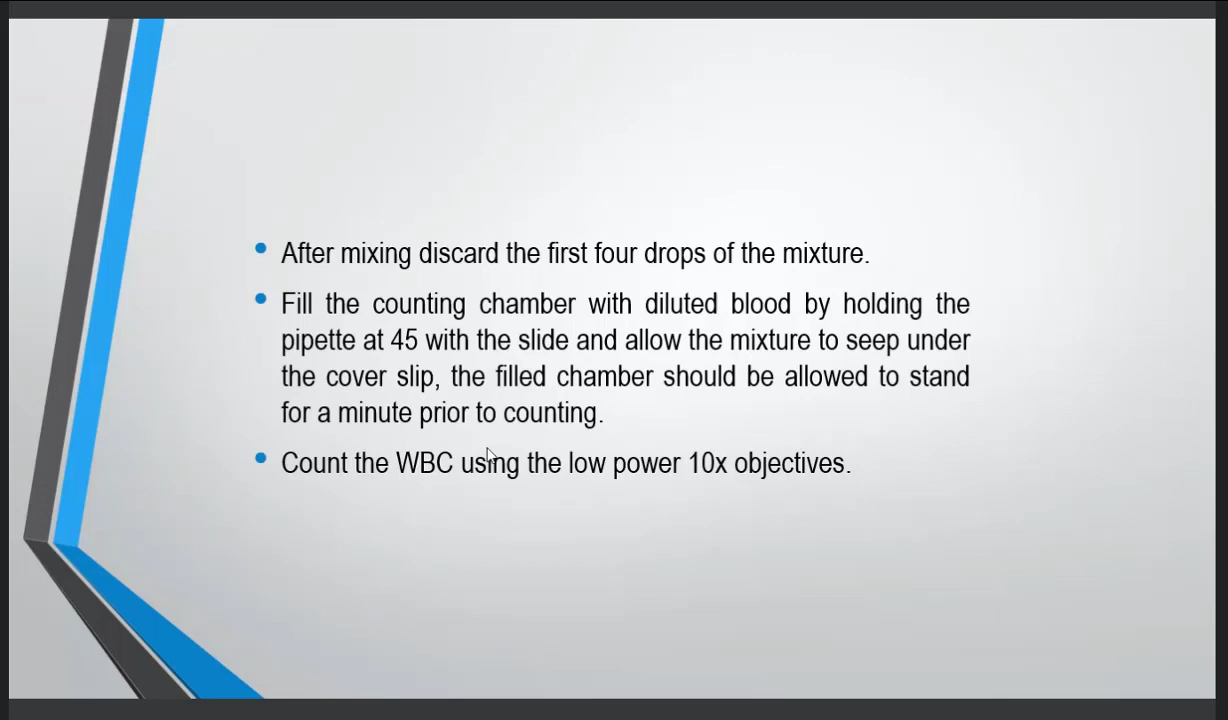 • After mixing discard the first four drops of the mixture.
• Fill the counting chamber with diluted blood by holding the
pipette at 45 with the slide and allow the mixture to seep under
the cover slip, the filled chamber should be allowed to stand
for a minute prior to counting.
• Count the WBC using the low power 10x objectives.